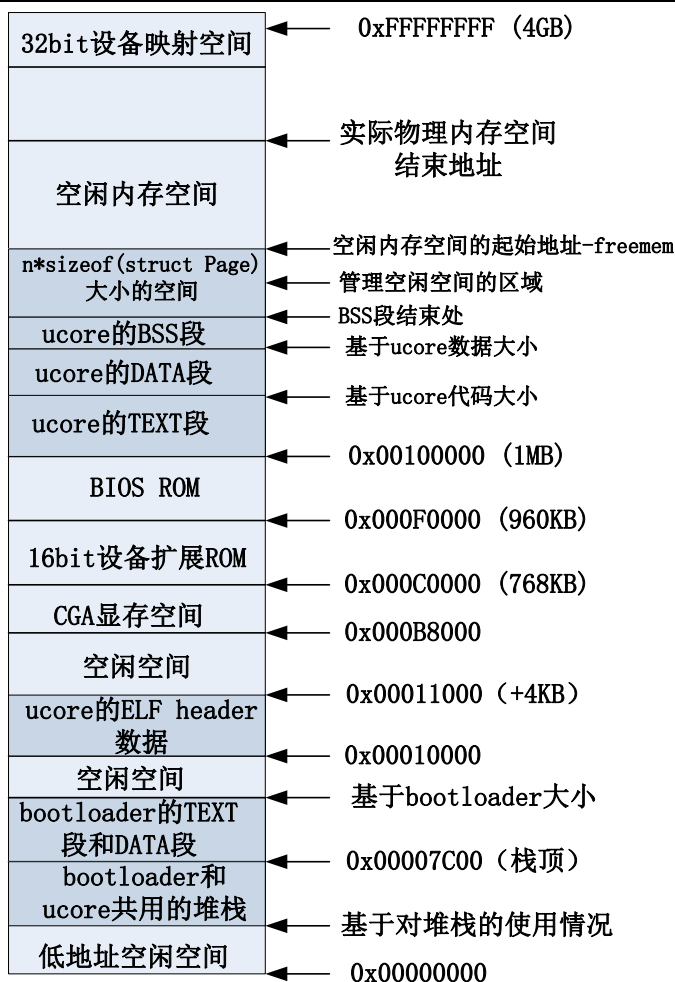 32bit设备映射空间
0xFFFFFFFF (4GB)
实际物理内存空间
结束地址
空闲内存空间
空闲内存空间的起始地址-freemem
n*sizeof(struct Page)
大小的空间
管理空闲空间的区域
BSS段结束处
ucore的BSS段
基于ucore数据大小
ucore的DATA段
基于ucore代码大小
ucore的TEXT段
0x00100000 (1MB)
BIOS ROM
0x000F0000 (960KB)
16bit设备扩展ROM
0x000C0000 (768KB)
CGA显存空间
0x000B8000
空闲空间
0x00011000（+4KB）
ucore的ELF header
数据
0x00010000
空闲空间
基于bootloader大小
bootloader的TEXT
段和DATA段
0x00007C00（栈顶）
bootloader和
ucore共用的堆栈
基于对堆栈的使用情况
低地址空闲空间
0x00000000